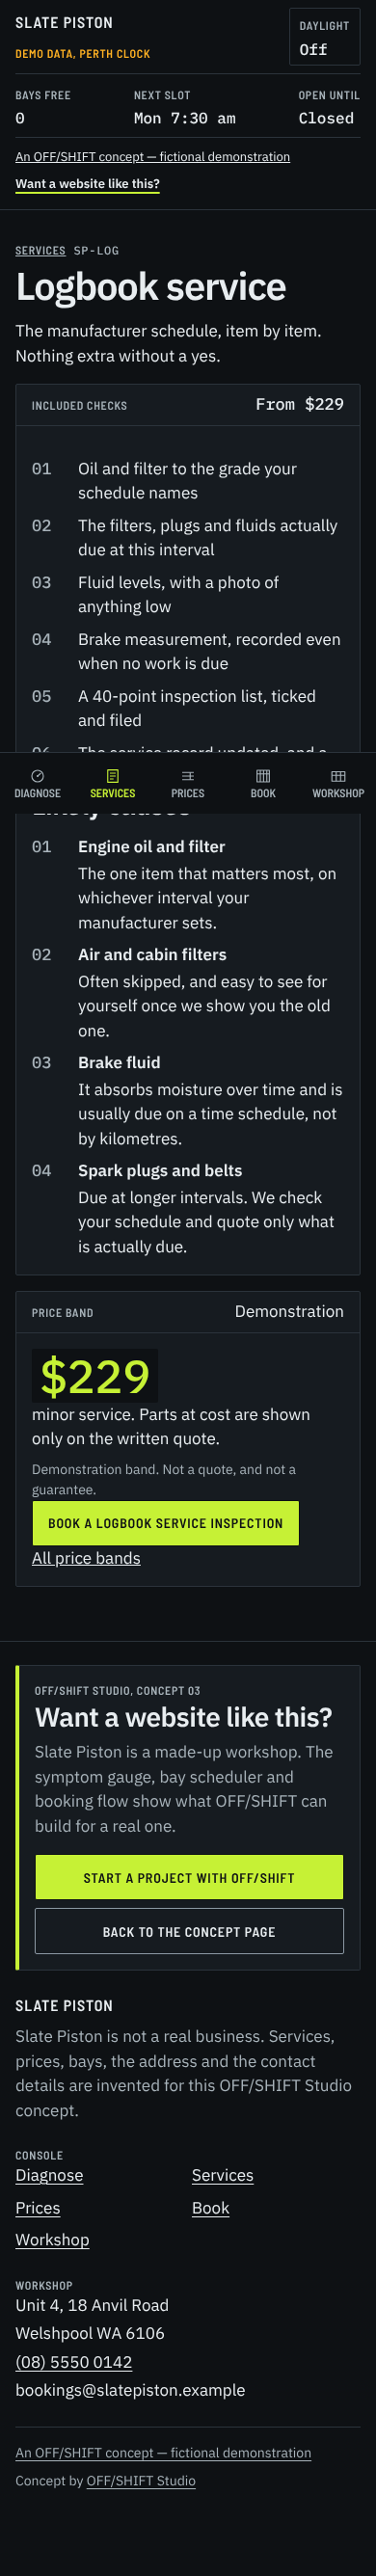 SLATE PISTON
DEMO DATA, PERTH CLOCK
DAYLIGHT
Off
BAYS FREE
0
NEXT SLOT
Mon 7:30 am
OPEN UNTIL
Closed
An OFF/SHIFT concept — fictional demonstration
Want a website like this?
SERVICES SP-LOG
Logbook service
The manufacturer schedule, item by item.
Nothing extra without a yes.
INCLUDED CHECKS
From $229
01 Oil and filter to the grade your
schedule names
02 The filters, plugs and fluids actually
due at this interval
03 Fluid levels, with a photo of
anything low
04 Brake measurement, recorded even
when no work is due
05 A 40-point inspection list, ticked
and filed
06 The service record updated, and a
DIAGNOSE
SERVICES
PRICES
BOOK
WORKSHOP
Likely causes
01 Engine oil and filter
The one item that matters most, on
whichever interval your
manufacturer sets.
02 Air and cabin filters
Often skipped, and easy to see for
yourself once we show you the old
one.
03 Brake fluid
It absorbs moisture over time and is
usually due on a time schedule, not
by kilometres.
04 Spark plugs and belts
Due at longer intervals. We check
your schedule and quote only what
is actually due.
PRICE BAND
Demonstration
$229
minor service. Parts at cost are shown
only on the written quote.
Demonstration band. Not a quote, and not a
guarantee.
BOOK A LOGBOOK SERVICE INSPECTION
All price bands
OFF/SHIFT STUDIO, CONCEPT 03
Want a website like this?
Slate Piston is a made-up workshop. The
symptom gauge, bay scheduler and
booking flow show what OFF/SHIFT can
build for a real one.
START A PROJECT WITH OFF/SHIFT
BACK TO THE CONCEPT PAGE
SLATE PISTON
Slate Piston is not a real business. Services,
prices, bays, the address and the contact
details are invented for this OFF/SHIFT Studio
concept.
CONSOLE
Diagnose
Services
Prices
Book
Workshop
WORKSHOP
Unit 4, 18 Anvil Road
Welshpool WA 6106
(08) 5550 0142
bookings@slatepiston.example
An OFF/SHIFT concept — fictional demonstration
Concept by OFF/SHIFT Studio